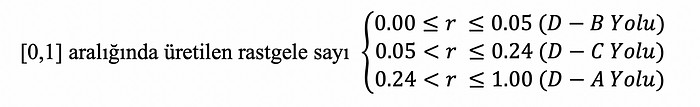 0.00 ≤ r ≤ 0.05 (D − B Yolu)
[0,1] aralığında üretilen rastgele sayı { 0.05 < r ≤ 0.24 (D − C Yolu)
0.24 < r ≤ 1.00 (D − A Yolu)